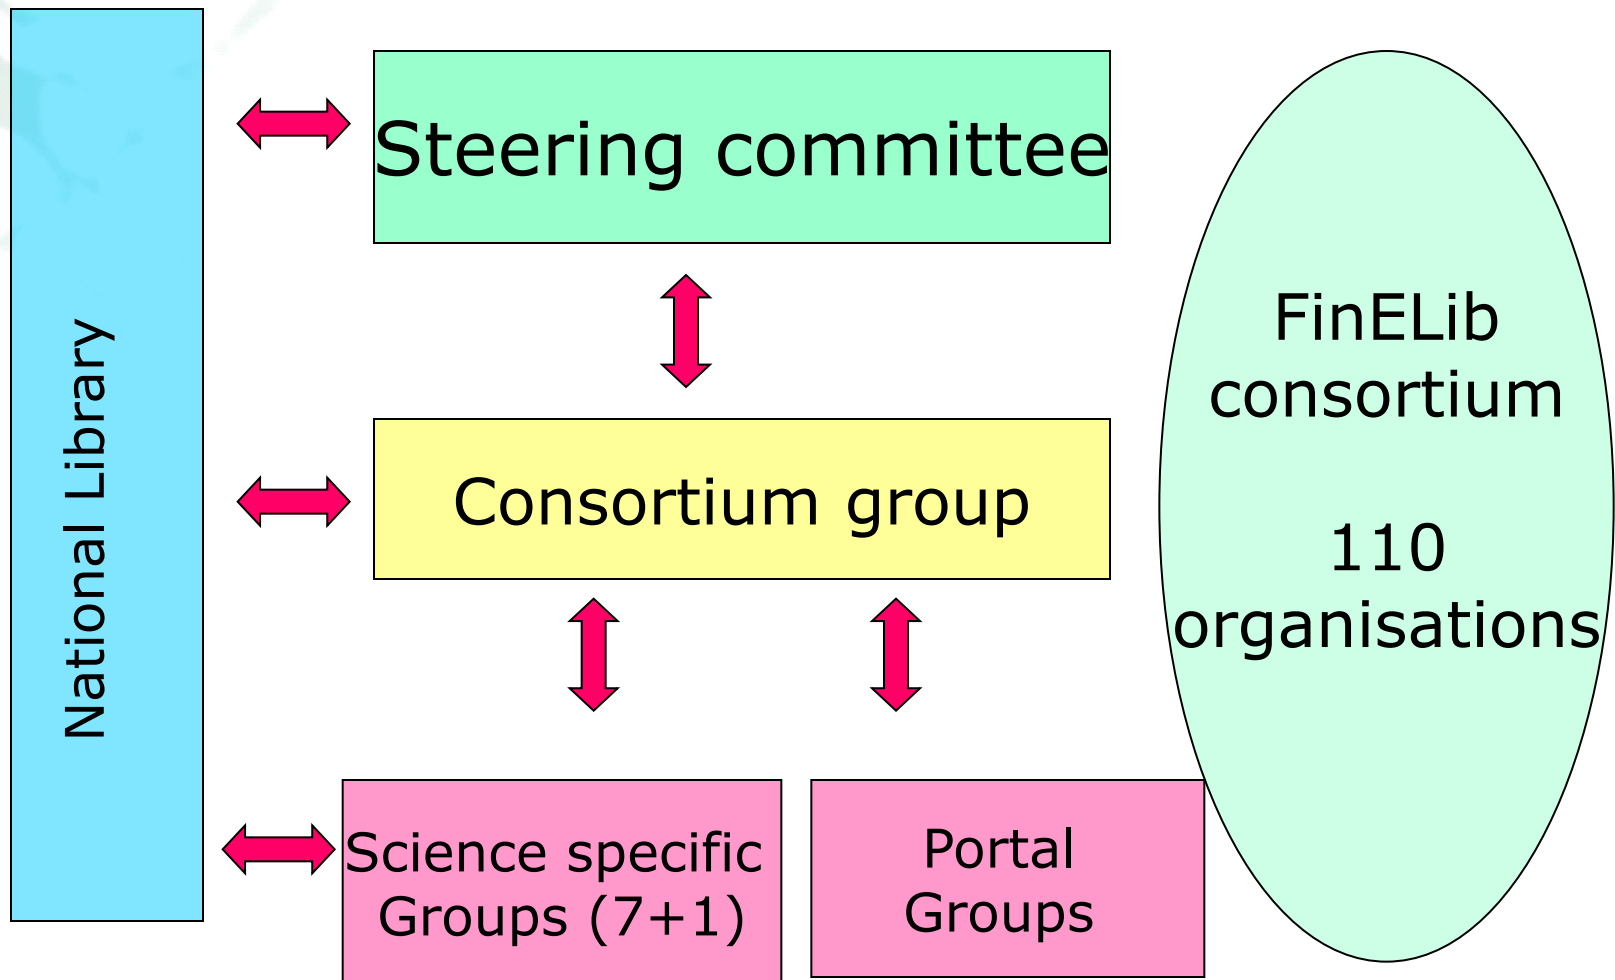 National Library
Steering committee
Consortium group
Science specific
Groups (7+1)
Portal
Groups
FinELib
consortium
110
organisations